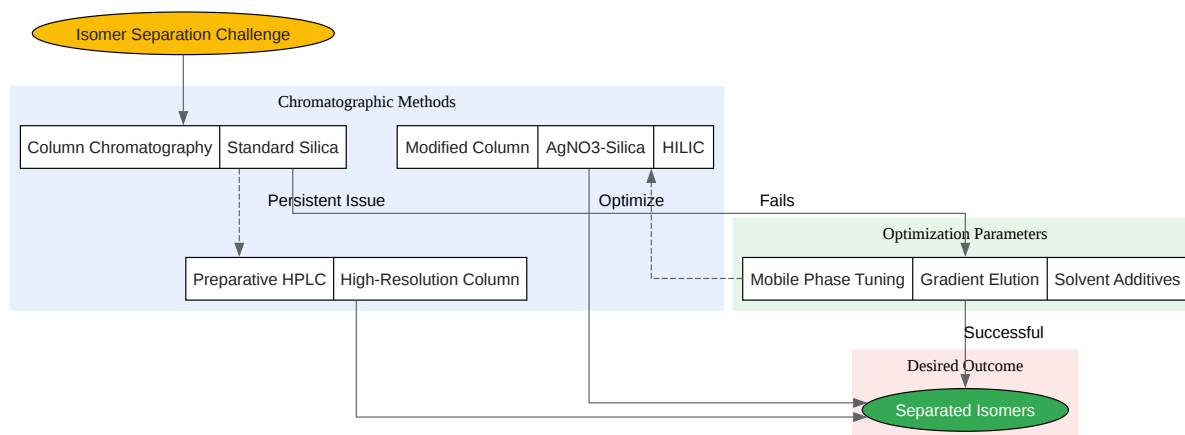 Isomer Separation Challenge
Chromatographic Methods
Column Chromatography
Standard Silica
Modified Column
AgNO3-Silica
HILIC
Persistent Issue
Optimize
Fails
Optimization Parameters
Preparative HPLC
High-Resolution Column
Mobile Phase Tuning
Gradient Elution
Solvent Additives
Successful
Desired Outcome
Separated Isomers